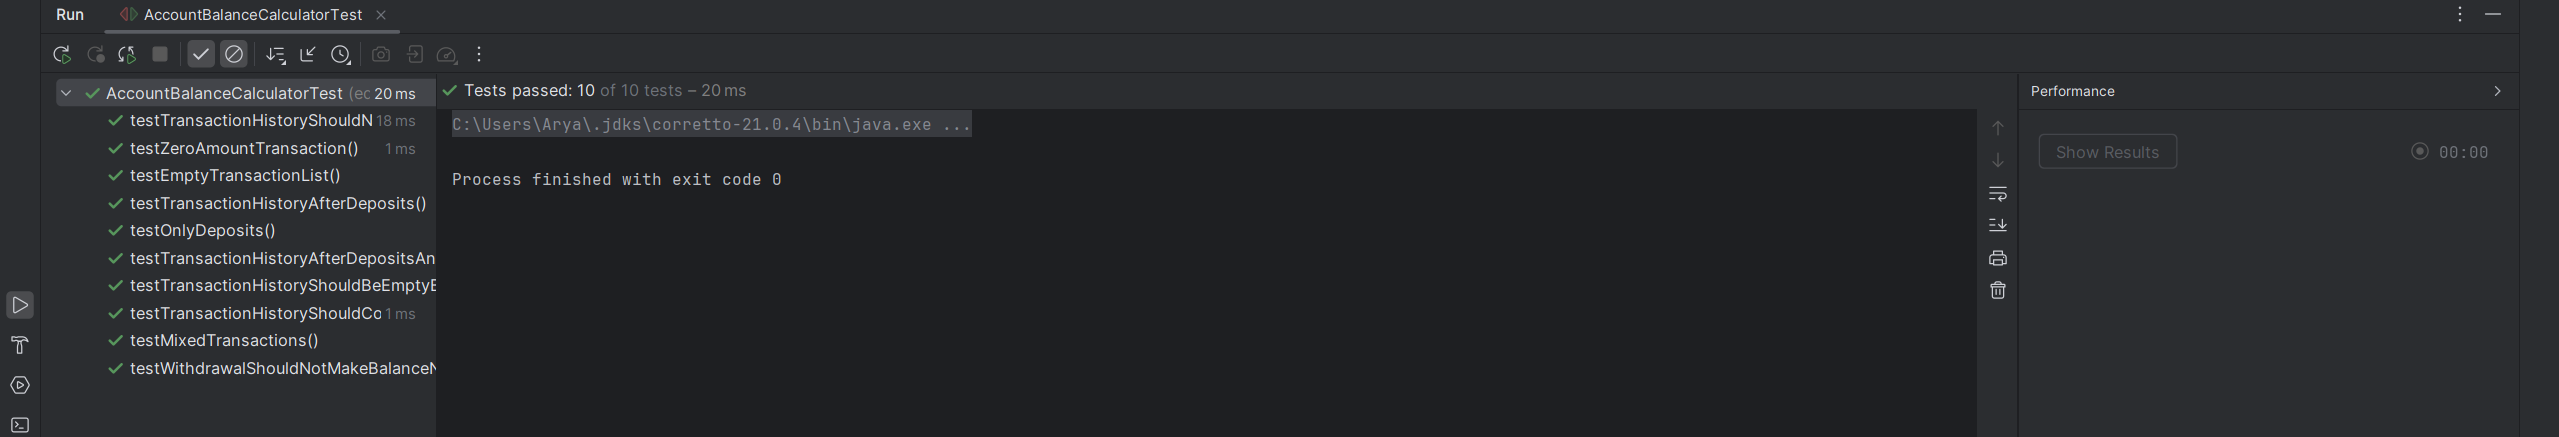 Run AccountBalanceCalculatorTest
AccountBalanceCalculatorTest (ec 20 ms
testTransactionHistoryShouldN 18 ms
testZeroAmountTransaction() 1 ms
testEmptyTransactionList()
testTransactionHistoryAfterDeposits()
testOnlyDeposits()
testTransactionHistoryAfterDepositsAn
testTransactionHistoryShouldBeEmptyB
testTransactionHistoryShouldCo 1 ms
testMixedTransactions()
testWithdrawalShouldNotMakeBalanceN
Tests passed: 10 of 10 tests – 20 ms
C:\Users\Arya\.jdks\corretto-21.0.4\bin\java.exe ...
Process finished with exit code 0
Performance
Show Results 00:00